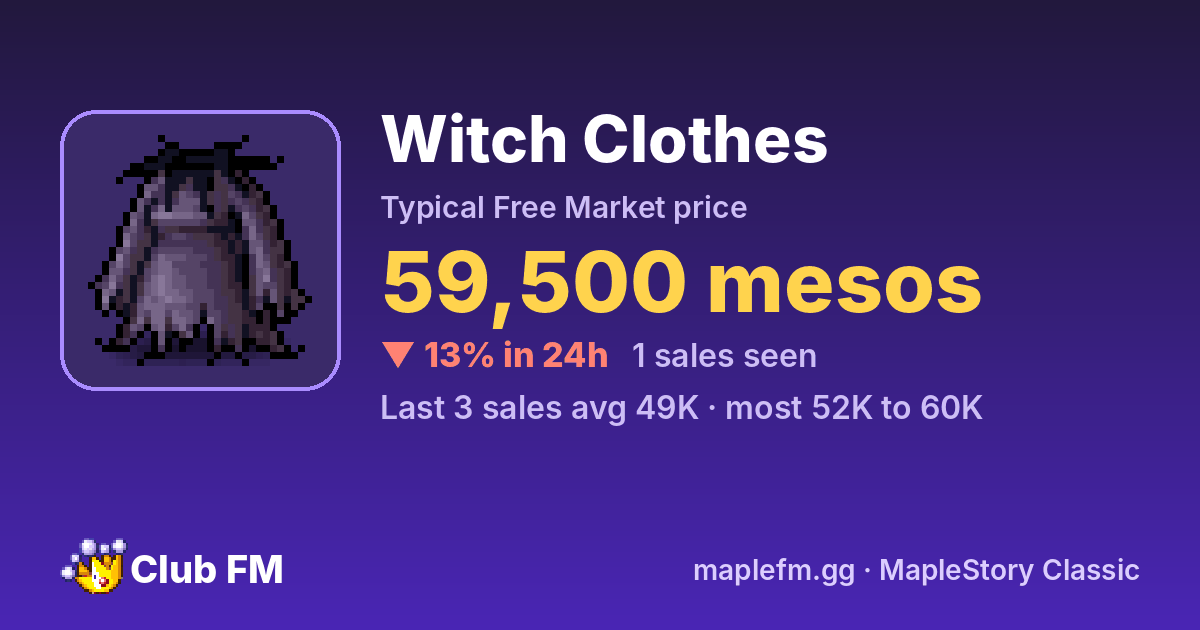 Witch Clothes
Typical Free Market price
59,500 mesos
▼ 13% in 24h 1 sales seen
Last 3 sales avg 49K · most 52K to 60K
Club FM
maplefm.gg · MapleStory Classic